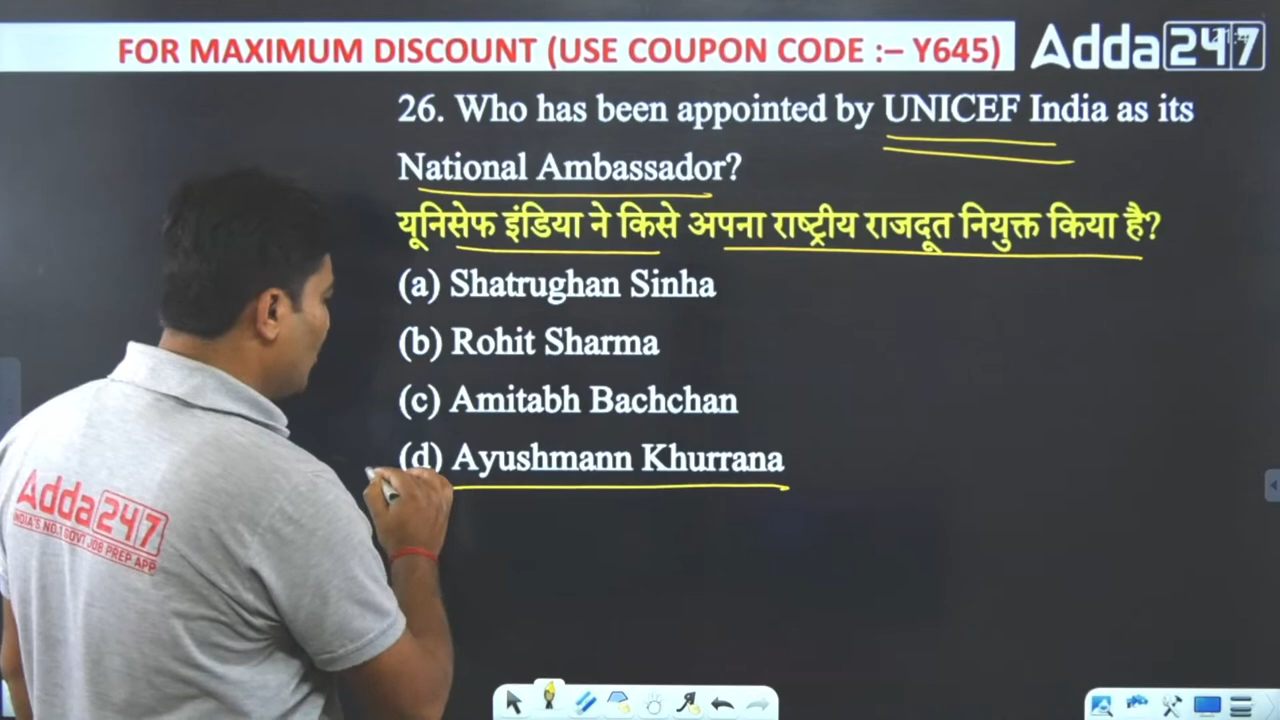 FOR MAXIMUM DISCOUNT (USE COUPON CODE :– Y645)
Adda247
26. Who has been appointed by UNICEF India as its
National Ambassador?
यूनिसेफ इंडिया ने किसे अपना राष्ट्रीय राजदूत नियुक्त किया है?
(a) Shatrughan Sinha
(b) Rohit Sharma
(c) Amitabh Bachchan
(d) Ayushmann Khurrana
Adda247
INDIA'S NO.1 GOVT JOB PREP APP